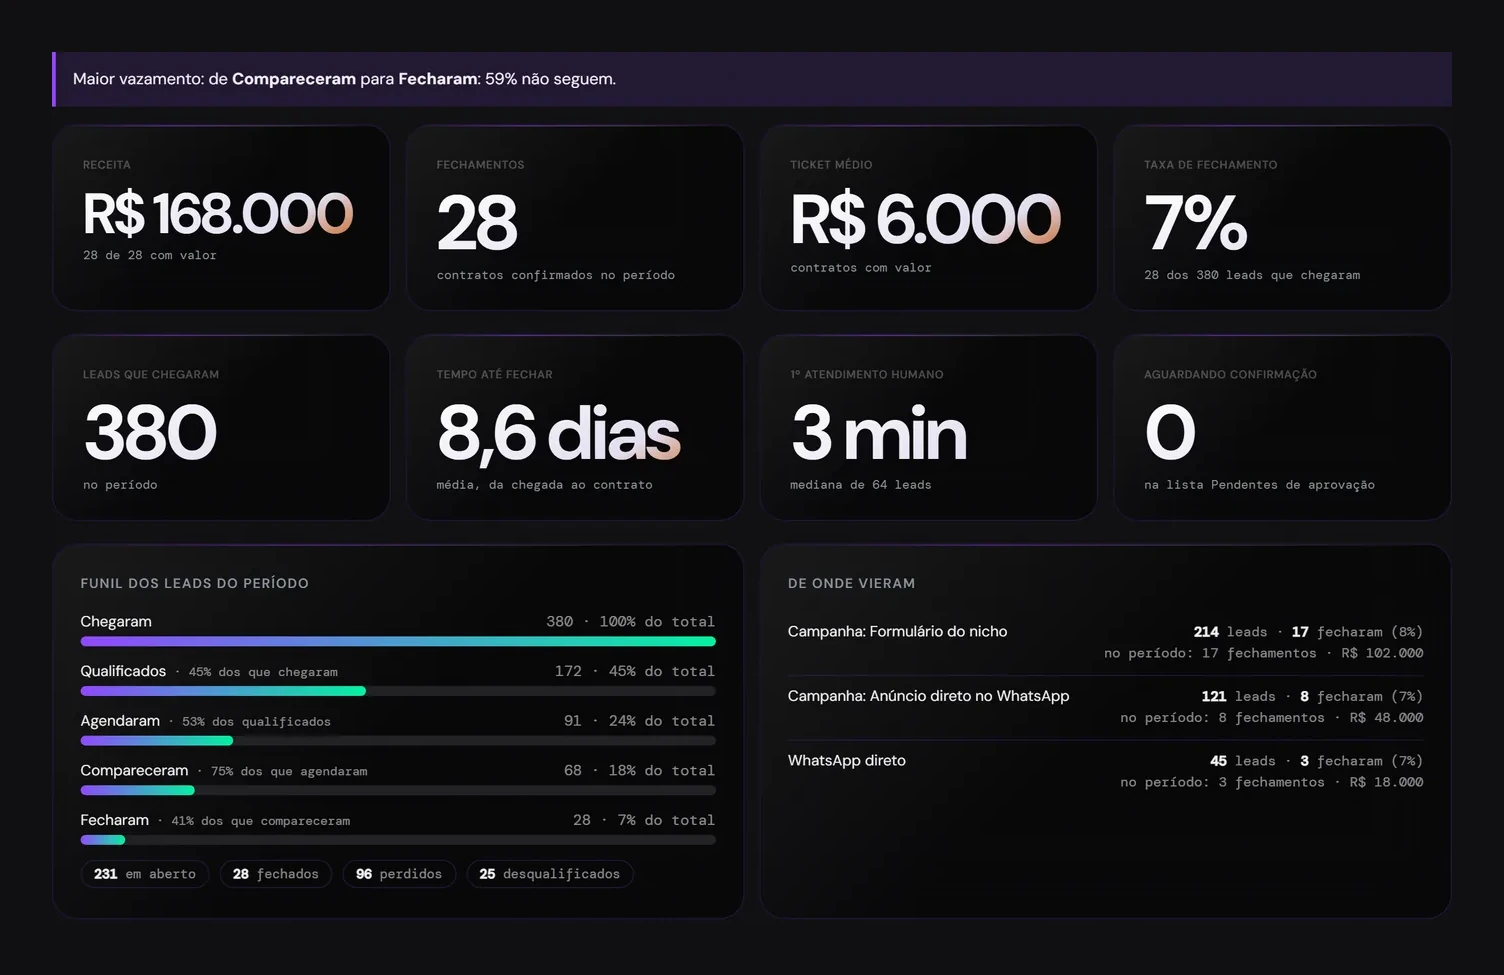 Maior vazamento: de Compareceram para Fecharam: 59% não seguem.
RECEITA
R$ 168.000
28 de 28 com valor
FECHAMENTOS
28
contratos confirmados no período
TICKET MÉDIO
R$ 6.000
contratos com valor
TAXA DE FECHAMENTO
7%
28 dos 380 leads que chegaram
LEADS QUE CHEGARAM
380
no período
TEMPO ATÉ FECHAR
8,6 dias
média, da chegada ao contrato
1º ATENDIMENTO HUMANO
3 min
mediana de 64 leads
AGUARDANDO CONFIRMAÇÃO
0
na lista Pendentes de aprovação
FUNIL DOS LEADS DO PERÍODO
Chegaram 380 · 100% do total
Qualificados · 45% dos que chegaram 172 · 45% do total
Agendaram · 53% dos qualificados 91 · 24% do total
Compareceram · 75% dos que agendaram 68 · 18% do total
Fecharam · 41% dos que compareceram 28 · 7% do total
231 em aberto 28 fechados 96 perdidos 25 desqualificados
DE ONDE VIERAM
Campanha: Formulário do nicho 214 leads · 17 fecharam (8%)
no período: 17 fechamentos · R$ 102.000
Campanha: Anúncio direto no WhatsApp 121 leads · 8 fecharam (7%)
no período: 8 fechamentos · R$ 48.000
WhatsApp direto 45 leads · 3 fecharam (7%)
no período: 3 fechamentos · R$ 18.000